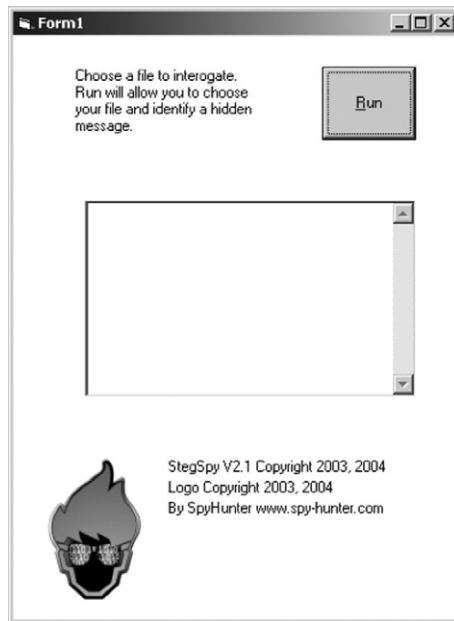 Form1
Choose a file to interogate.
Run will allow you to choose
your file and identify a hidden
message.
Run
StegSpy V2.1 Copyright 2003, 2004
Logo Copyright 2003, 2004
By SpyHunter www.spy-hunter.com